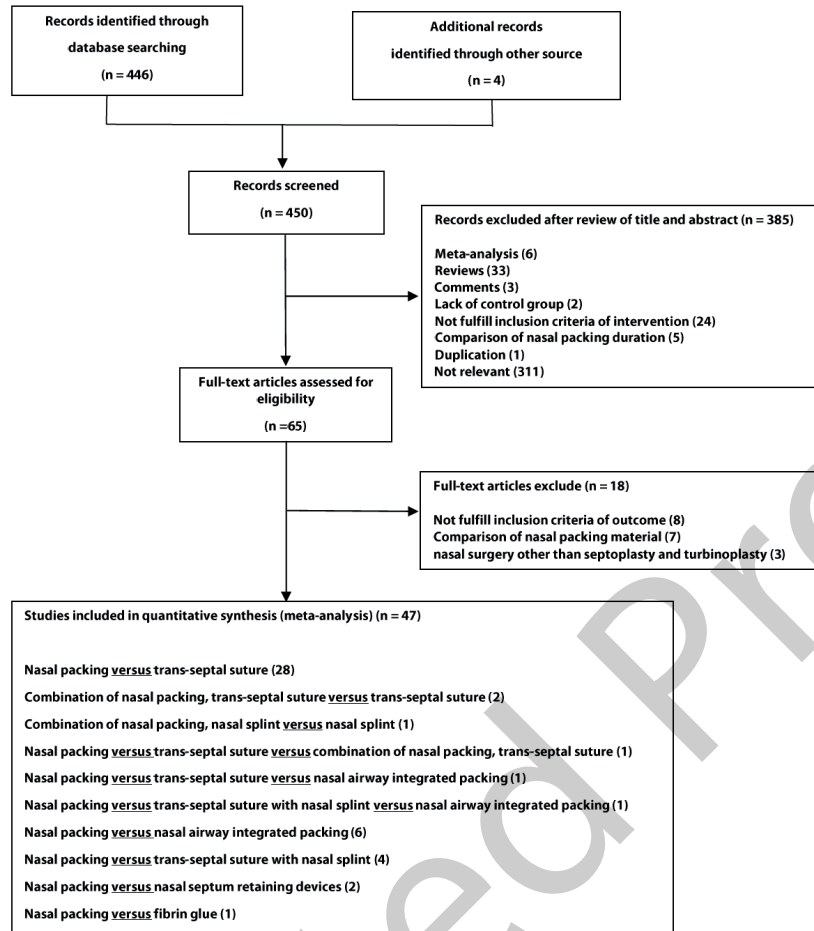 Records identified through
database searching
(n = 446)
Additional records
identified through other source
(n = 4)
Records screened
(n = 450)
Records excluded after review of title and abstract (n = 385)
Meta-analysis (6)
Reviews (33)
Comments (3)
Lack of control group (2)
Not fulfill inclusion criteria of intervention (24)
Comparison of nasal packing duration (5)
Duplication (1)
Not relevant (311)
Full-text articles assessed for
eligibility
(n =65)
Full-text articles exclude (n = 18)
Not fulfill inclusion criteria of outcome (8)
Comparison of nasal packing material (7)
nasal surgery other than septoplasty and turbinoplasty (3)
Studies included in quantitative synthesis (meta-analysis) (n = 47)
Nasal packing versus trans-septal suture (28)
Combination of nasal packing, trans-septal suture versus trans-septal suture (2)
Combination of nasal packing, nasal splint versus nasal splint (1)
Nasal packing versus trans-septal suture versus combination of nasal packing, trans-septal suture (1)
Nasal packing versus trans-septal suture versus nasal airway integrated packing (1)
Nasal packing versus trans-septal suture with nasal splint versus nasal airway integrated packing (1)
Nasal packing versus nasal airway integrated packing (6)
Nasal packing versus trans-septal suture with nasal splint (4)
Nasal packing versus nasal septum retaining devices (2)
Nasal packing versus fibrin glue (1)